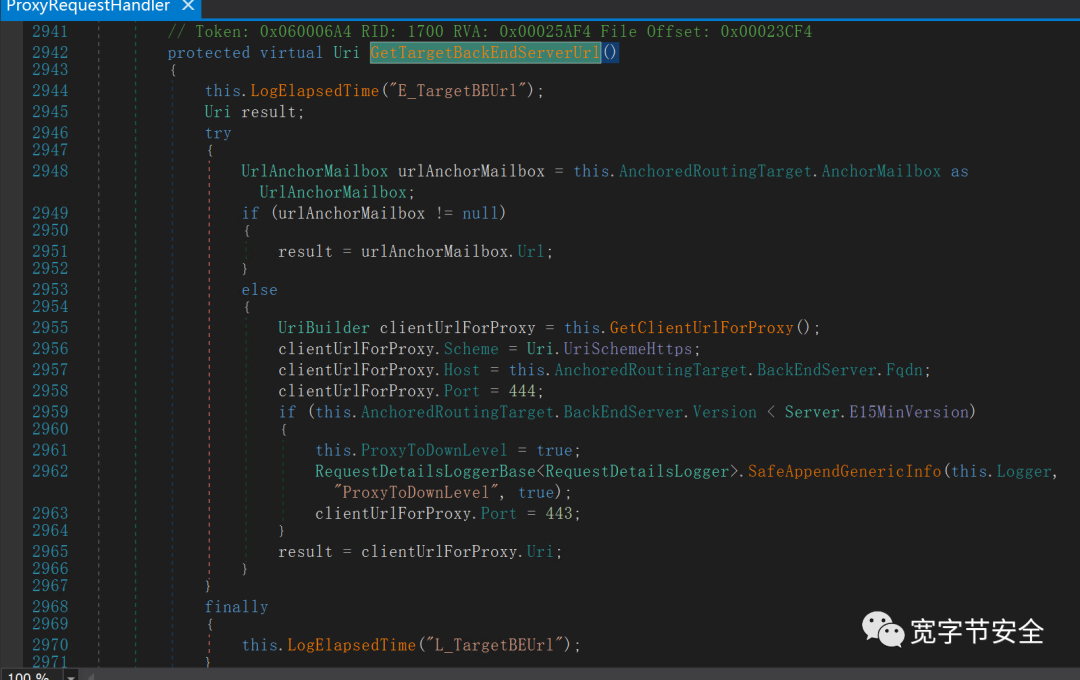 ProxyRequestHandler ✕
2941 // Token: 0x060006A4 RID: 1700 RVA: 0x00025AF4 File Offset: 0x00023CF4
2942 protected virtual Uri GetTargetBackEndServerUrl()
2943 {
2944 this.LogElapsedTime("E_TargetBEUrl");
2945 Uri result;
2946 try
2947 {
2948 UrlAnchorMailbox urlAnchorMailbox = this.AnchoredRoutingTarget.AnchorMailbox as
UrlAnchorMailbox;
2949 if (urlAnchorMailbox != null)
2950 {
2951 result = urlAnchorMailbox.Url;
2952 }
2953 else
2954 {
2955 UriBuilder clientUrlForProxy = this.GetClientUrlForProxy();
2956 clientUrlForProxy.Scheme = Uri.UriSchemeHttps;
2957 clientUrlForProxy.Host = this.AnchoredRoutingTarget.BackEndServer.Fqdn;
2958 clientUrlForProxy.Port = 444;
2959 if (this.AnchoredRoutingTarget.BackEndServer.Version < Server.E15MinVersion)
2960 {
2961 this.ProxyToDownLevel = true;
2962 RequestDetailsLoggerBase<RequestDetailsLogger>.SafeAppendGenericInfo(this.Logger,
"ProxyToDownLevel", true);
2963 clientUrlForProxy.Port = 443;
2964 }
2965 result = clientUrlForProxy.Uri;
2966 }
2967 }
2968 finally
2969 {
2970 this.LogElapsedTime("L_TargetBEUrl");
2971 }
100 %
宽字节安全